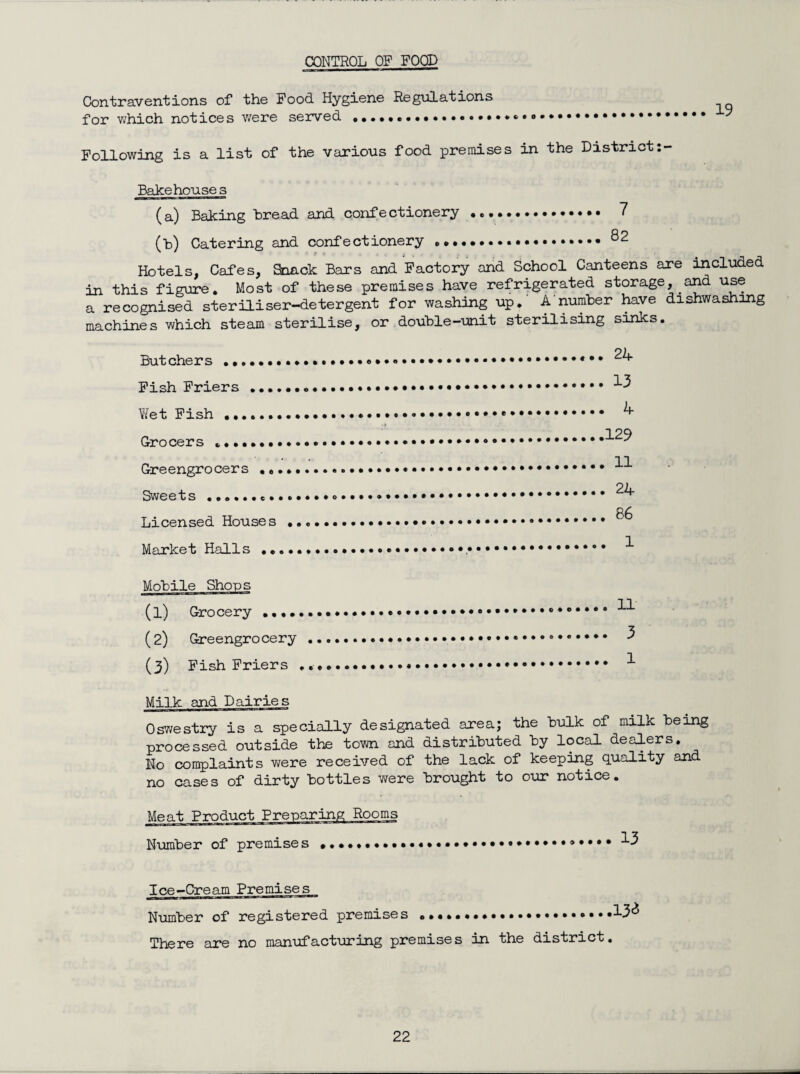 CONTROL OF FOOD
Contraventions of the Food Hygiene Regulations
for which notices were served ........................................ 19
Following is a list of the various food premises in the District:-
Bakehouses
(a) Baking bread and confectionery ............... 7
(b) Catering and confectionery ................... 82
Hotels, Cafes, Snack Bars and Factory and School Canteens are included
in this figure. Most of these premises have refrigerated storage, and use
a recognised steriliser-detergent for washing up. A number have dishwashing
machines which steam sterilise, or double-unit sterilising sinks.
Butchers ........................................... 24
Fish Friers ........................................ 13
Wet Fish ........................................... 4
Grocers ............................................129
Greengrocers ....................................... 11
Sweets ............................................. 24
Licensed Houses .................................... 86
Market Halls ....................................... 1
Mobile Shops
(1) Grocery ....................................... 11
(2) Greengrocery .................................. 3
(3) Fish Friers ................................... 1
Milk and Dairies
Oswestry is a specially designated area; the bulk of milk being
processed outside the town and distributed by local dealers.
No complaints were received of the lack of keeping quality and
no cases of dirty bottles were brought to our notice.
Meat Product Preparing Rooms
Number of premises ................................. 13
Ice-Cream Premises
Number of registered premises ......................
There are no manufacturing premises in the district.
22